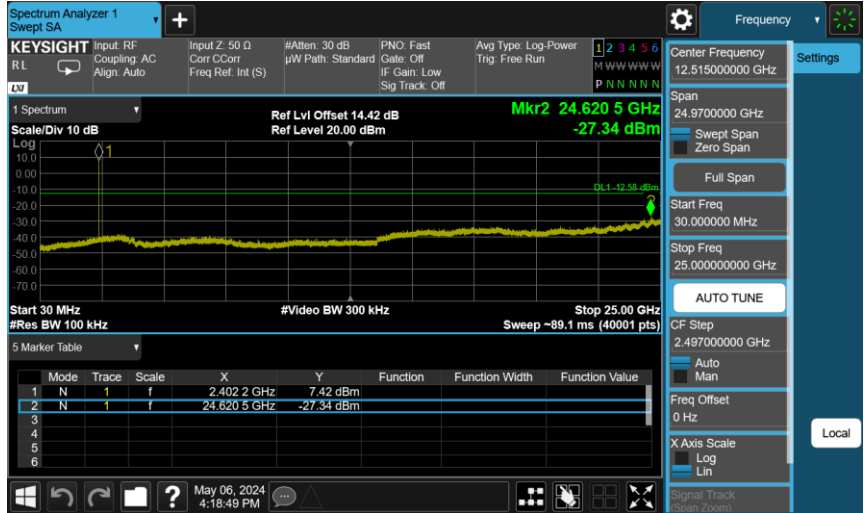 Spectrum Analyzer 1
Swept SA
+
Frequency
KEYSIGHT
RL
LXI
Input: RF
Coupling: AC
Align: Auto
Input Z: 50 Ω
Corr CCorr
Freq Ref: Int (S)
#Atten: 30 dB
µW Path: Standard
PNO: Fast
Gate: Off
IF Gain: Low
Sig Track: Off
Avg Type: Log-Power
Trig: Free Run
1 2 3 4 5 6
M W W W W W
P N N N N N
1 Spectrum
Scale/Div 10 dB
Ref Lvl Offset 14.42 dB
Ref Level 20.00 dBm
Mkr2 24.620 5 GHz
-27.34 dBm
Log
10.0
0.00
-10.0
-20.0
-30.0
-40.0
-50.0
-60.0
-70.0
1
DL1 -12.58 dBm
2
Start 30 MHz
#Res BW 100 kHz
#Video BW 300 kHz
Stop 25.00 GHz
Sweep ~89.1 ms (40001 pts)
5 Marker Table
Mode Trace Scale X Y Function Function Width Function Value
1 N 1 f 2.402 2 GHz 7.42 dBm
2 N 1 f 24.620 5 GHz -27.34 dBm
3
4
5
6
?
May 06, 2024
4:18:49 PM
Center Frequency
12.515000000 GHz
Span
24.9700000 GHz
Swept Span
Zero Span
Full Span
Start Freq
30.000000 MHz
Stop Freq
25.000000000 GHz
AUTO TUNE
CF Step
2.497000000 GHz
Auto
Man
Freq Offset
0 Hz
X Axis Scale
Log
Lin
Signal Track
(Span Zoom)
Settings
Local